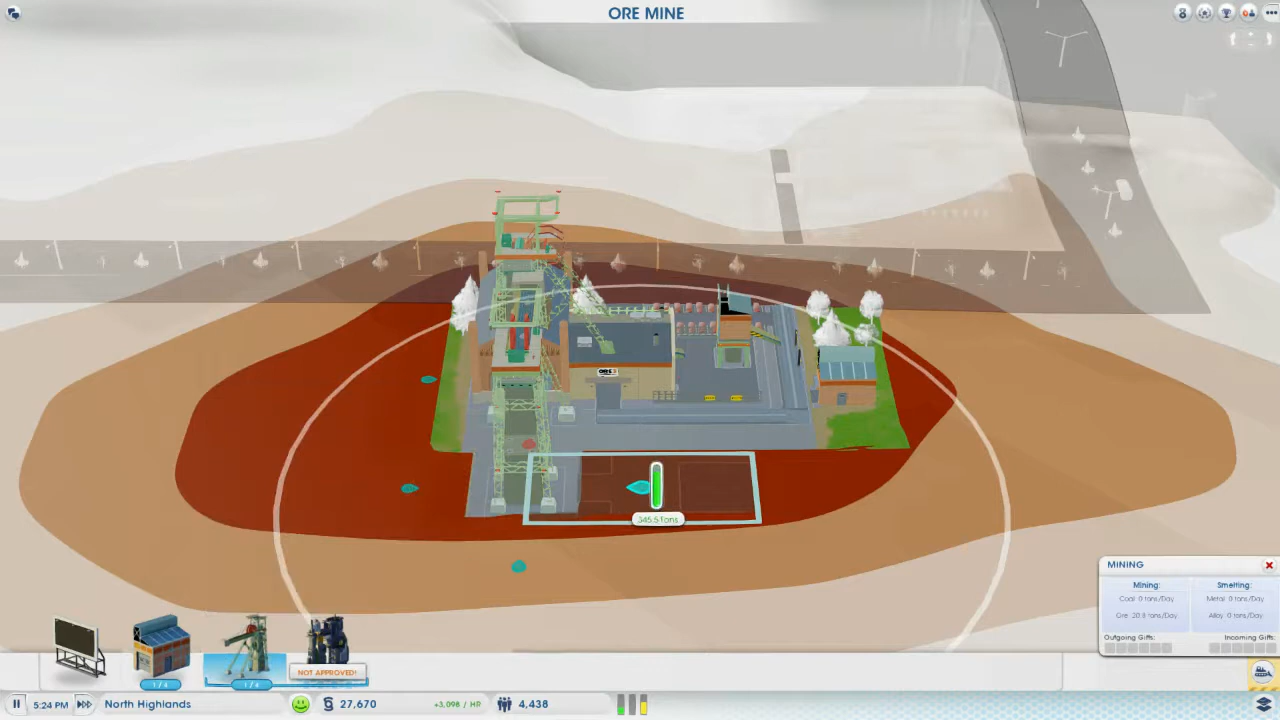 ORE MINE
ORE
345.5 Tons
MINING
Mining:
Smelting:
Coal: 0 tons/Day
Metal: 0 tons/Day
Ore: 20.8 tons/Day
Alloy: 0 tons/Day
Outgoing Gifts:
Incoming Gifts:
NOT APPROVED!
1 / 4
1 / 4
5:24 PM
North Highlands
27,670
+3,098 / HR
4,438